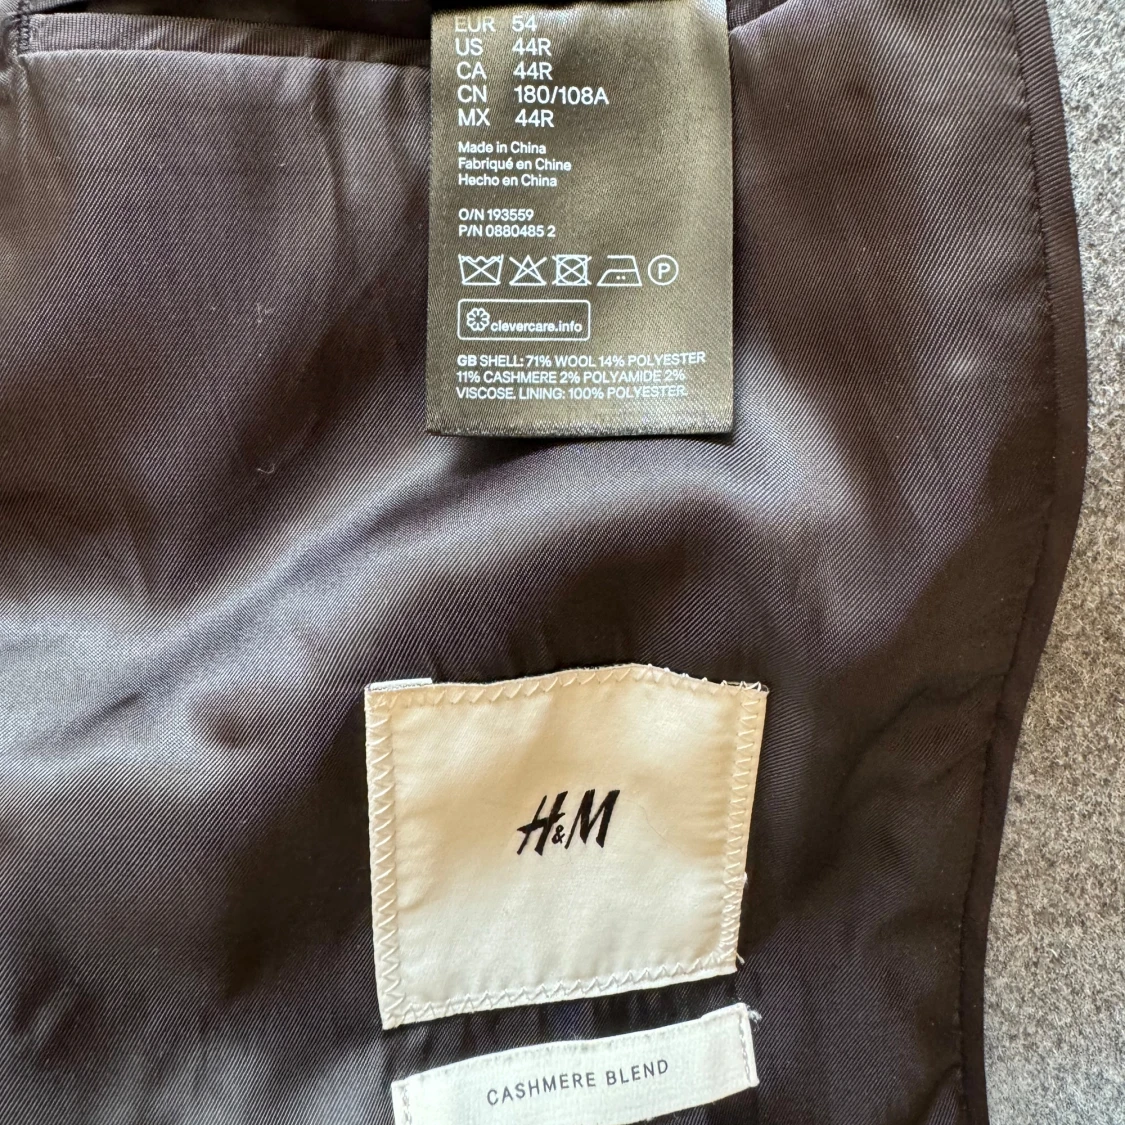 EUR 54
US 44R
CA 44R
CN 180/108A
MX 44R
Made in China
Fabriqué en Chine
Hecho en China
O/N 193559
P/N 0880485 2
P
clevercare.info
GB SHELL: 71% WOOL 14% POLYESTER
11% CASHMERE 2% POLYAMIDE 2%
VISCOSE. LINING: 100% POLYESTER.
H&M
CASHMERE BLEND